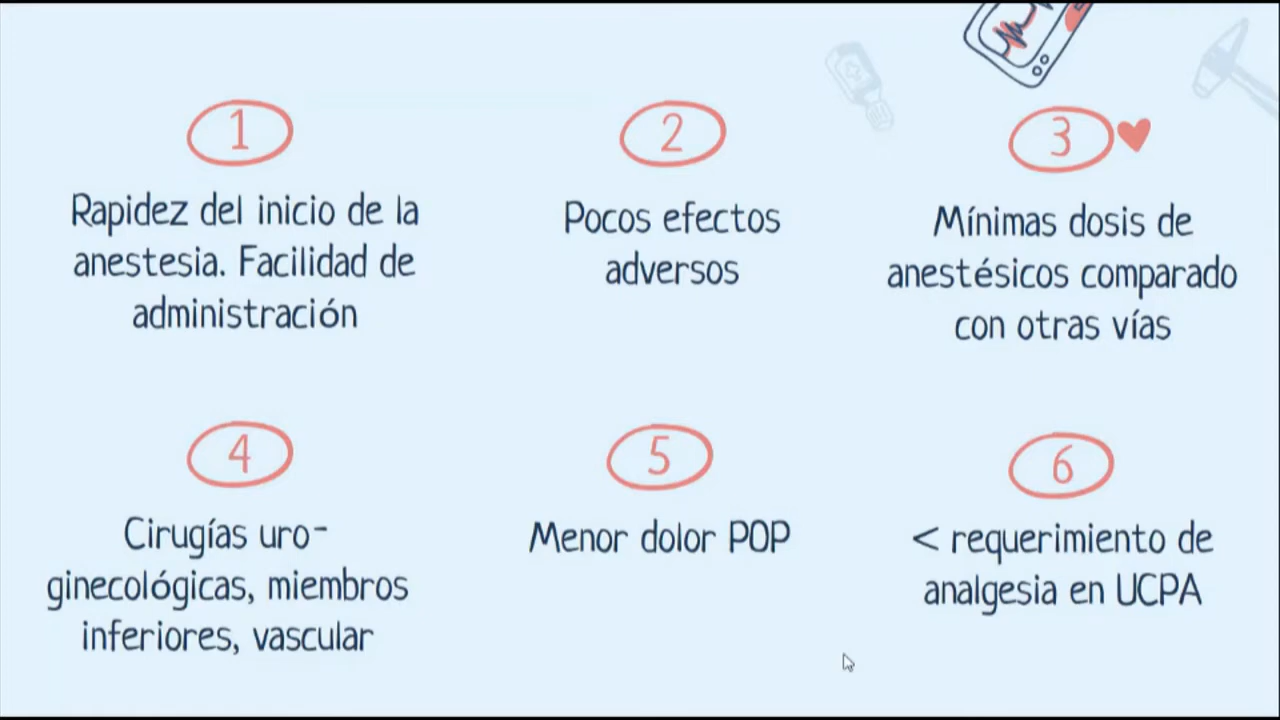 1
Rapidez del inicio de la
anestesia. Facilidad de
administración
2
Pocos efectos
adversos
3
Mínimas dosis de
anestésicos comparado
con otras vías
4
Cirugías uro-
ginecológicas, miembros
inferiores, vascular
5
Menor dolor POP
6
< requerimiento de
analgesia en UCPA